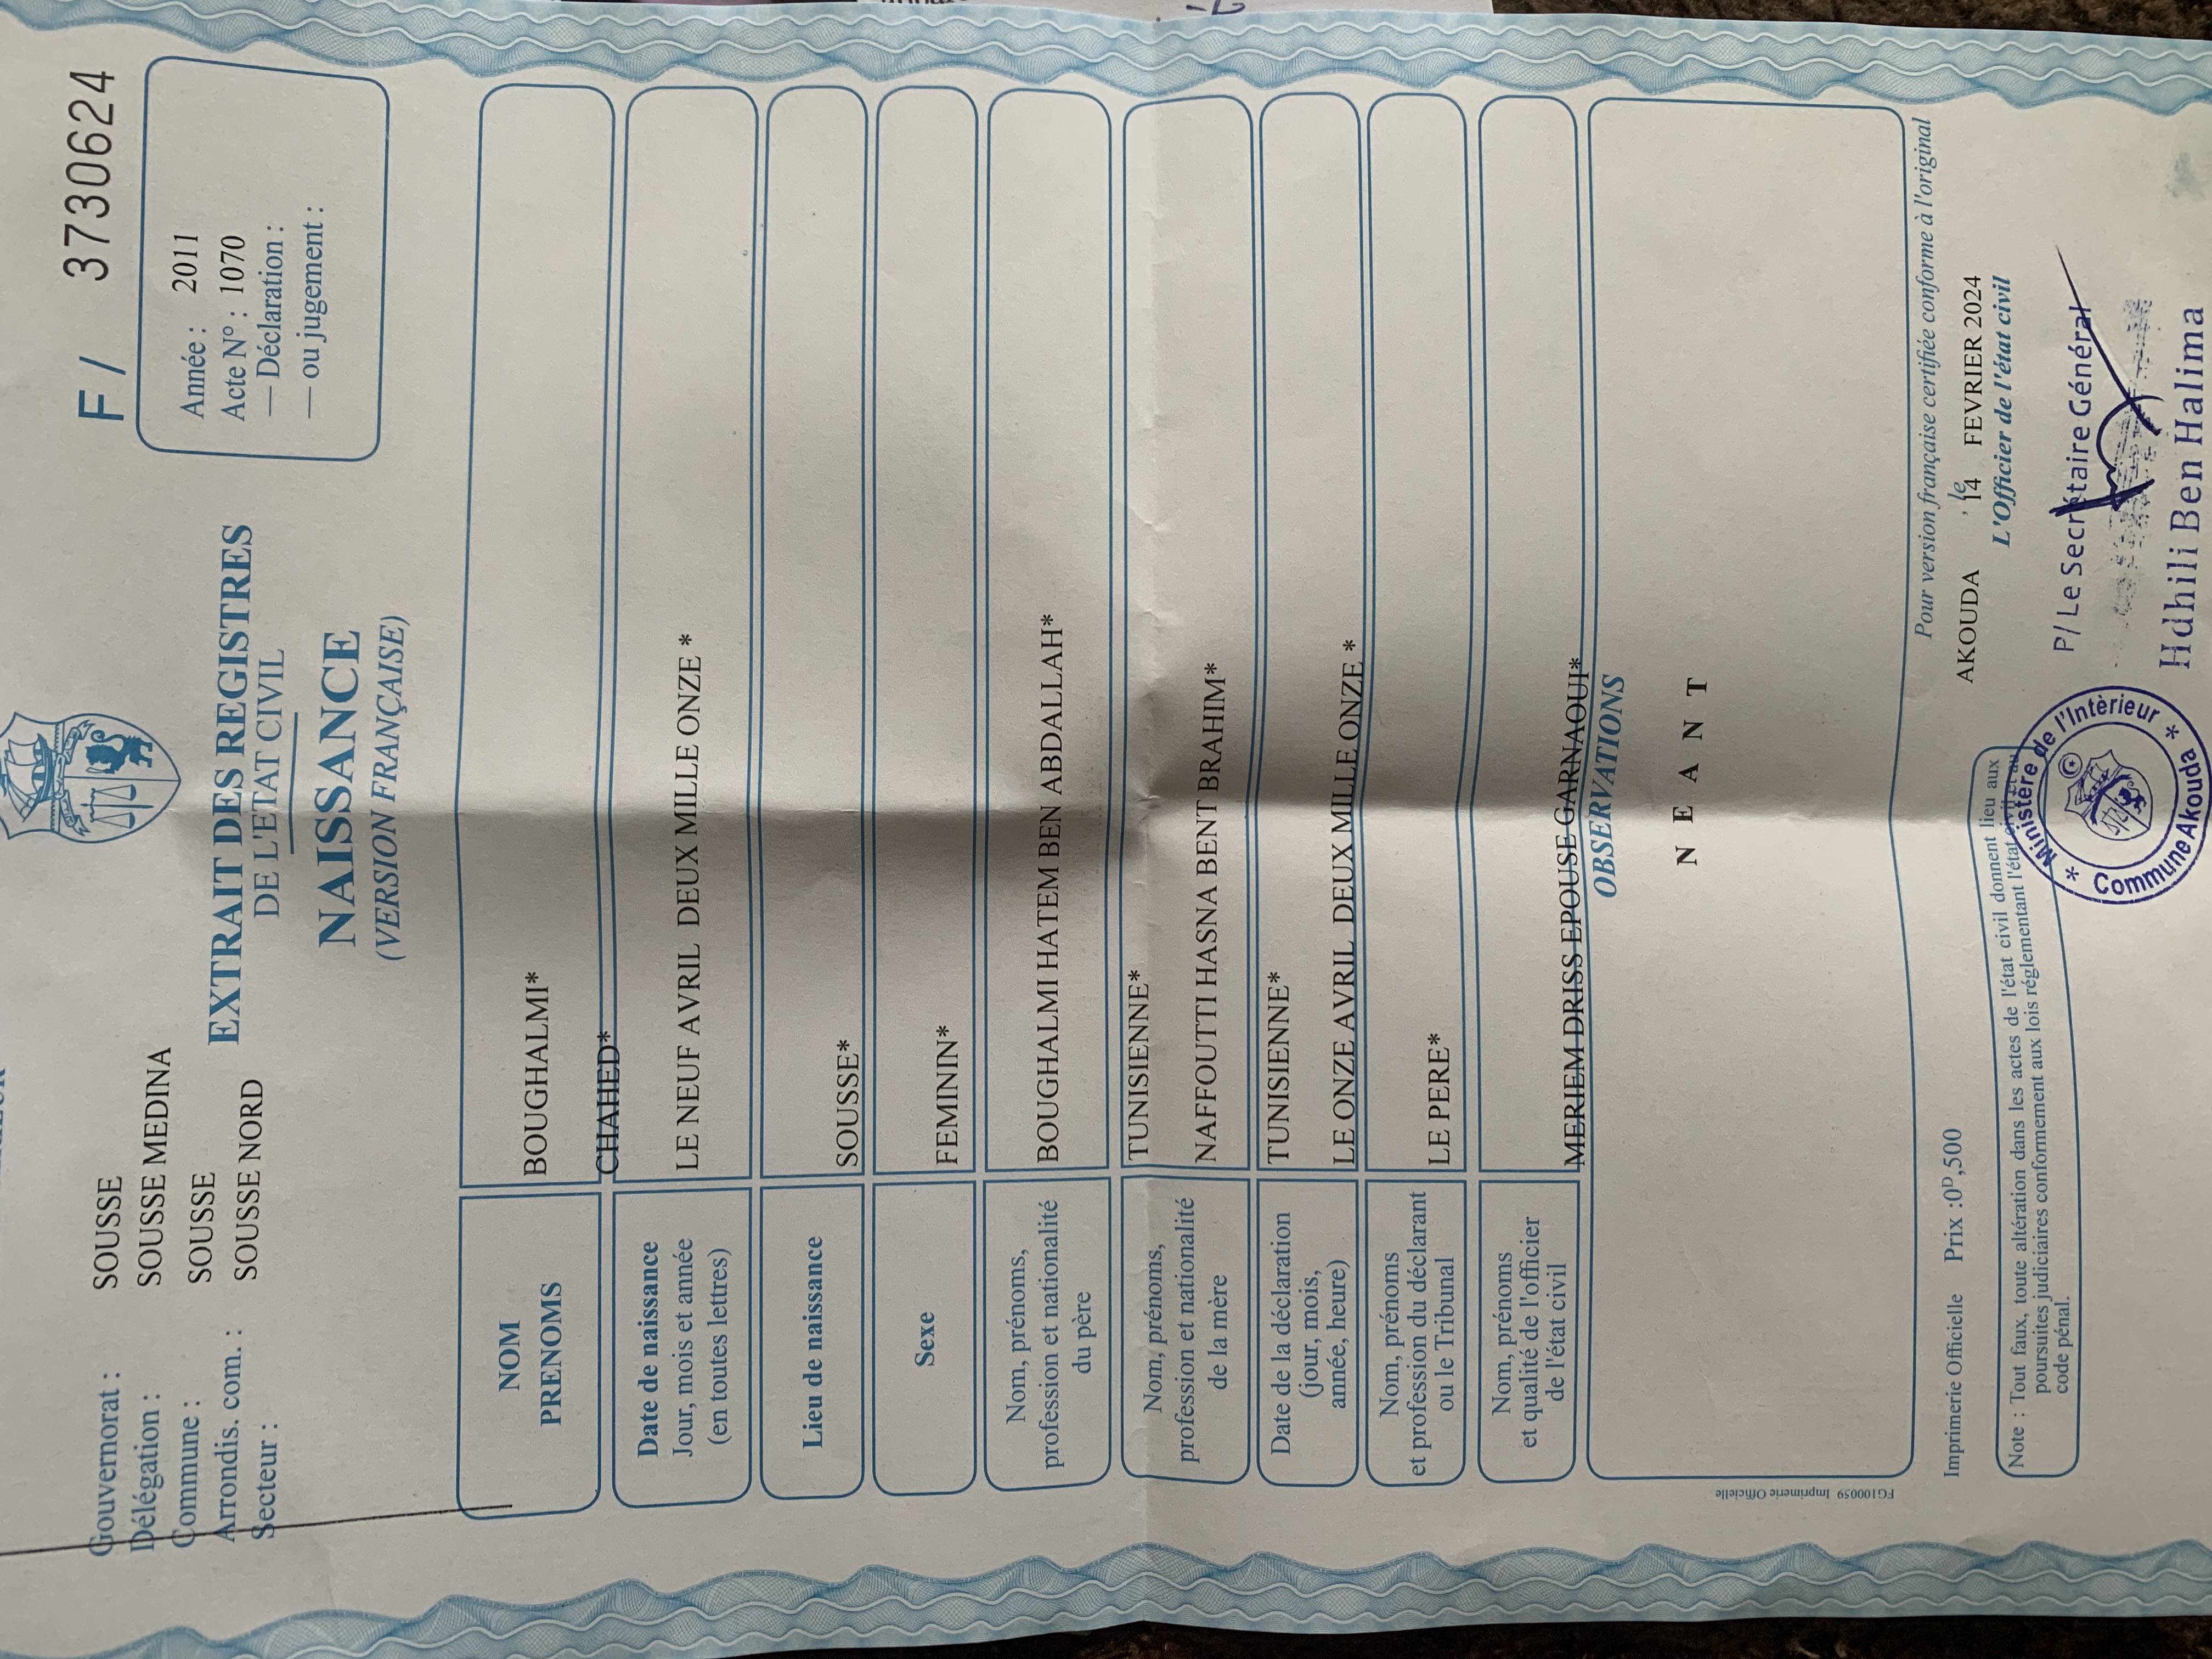 F / 3730624
Gouvernorat : SOUSSE
Délégation : SOUSSE MEDINA
Commune : SOUSSE
Arrondis. com. : SOUSSE NORD
Secteur :
Année : 2011
Acte N° : 1070
— Déclaration :
— ou jugement :
EXTRAIT DES REGISTRES
DE L'ETAT CIVIL
NAISSANCE
(VERSION FRANÇAISE)
NOM
PRENOMS
BOUGHALMI*
CHAHED*
Date de naissance
Jour, mois et année
(en toutes lettres)
LE NEUF AVRIL DEUX MILLE ONZE *
Lieu de naissance
SOUSSE*
Sexe
FEMININ*
Nom, prénoms,
profession et nationalité
du père
BOUGHALMI HATEM BEN ABDALLAH*
TUNISIENNE*
Nom, prénoms,
profession et nationalité
de la mère
NAFFOUTTI HASNA BENT BRAHIM*
TUNISIENNE*
Date de la déclaration
(jour, mois,
année, heure)
LE ONZE AVRIL DEUX MILLE ONZE *
Nom, prénoms
et profession du déclarant
ou le Tribunal
LE PERE*
Nom, prénoms
et qualité de l'officier
de l'état civil
MERIEM DRISS EPOUSE GARNAOUI*
OBSERVATIONS
N E A N T
FG100059 Imprimerie Officielle
Pour version française certifiée conforme à l'original
Imprimerie Officielle Prix :0D,500
AKOUDA , le 14 FEVRIER 2024
L'Officier de l'état civil
Note : Tout faux, toute altération dans les actes de l'état civil donnent lieu aux
poursuites judiciaires conformement aux lois réglementant l'état civil et au
code pénal.
* Ministère de l'Intèrieur *
Commune Akouda
P/ Le Secrétaire Général
Hdhili Ben Halima